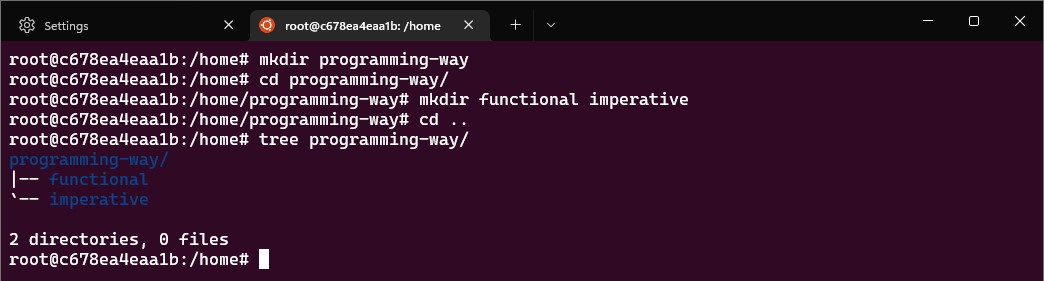 Settings
root@c678ea4eaa1b: /home
root@c678ea4eaa1b:/home# mkdir programming-way
root@c678ea4eaa1b:/home# cd programming-way/
root@c678ea4eaa1b:/home/programming-way# mkdir functional imperative
root@c678ea4eaa1b:/home/programming-way# cd ..
root@c678ea4eaa1b:/home# tree programming-way/
programming-way/
|-- functional
`-- imperative
2 directories, 0 files
root@c678ea4eaa1b:/home#